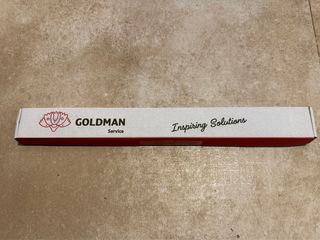 GOLDMAN
Service
Inspiring Solutions